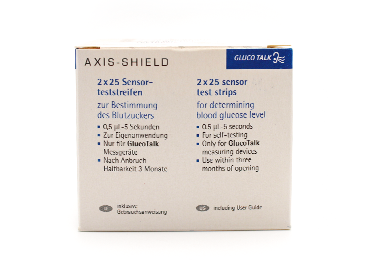 AXIS-SHIELD
GLUCO TALK
2 x 25 Sensor-
teststreifen
zur Bestimmung
des Blutzuckers
• 0,5 µl - 5 Sekunden
• Zur Eigenanwendung
• Nur für GlucoTalk
Messgeräte
• Nach Anbruch
Haltbarkeit 3 Monate
inklusive
Gebrauchsanweisung
2 x 25 sensor
test strips
for determining
blood glucose level
• 0.5 µl - 5 seconds
• For self-testing
• Only for GlucoTalk
measuring devices
• Use within three
months of opening
including User Guide